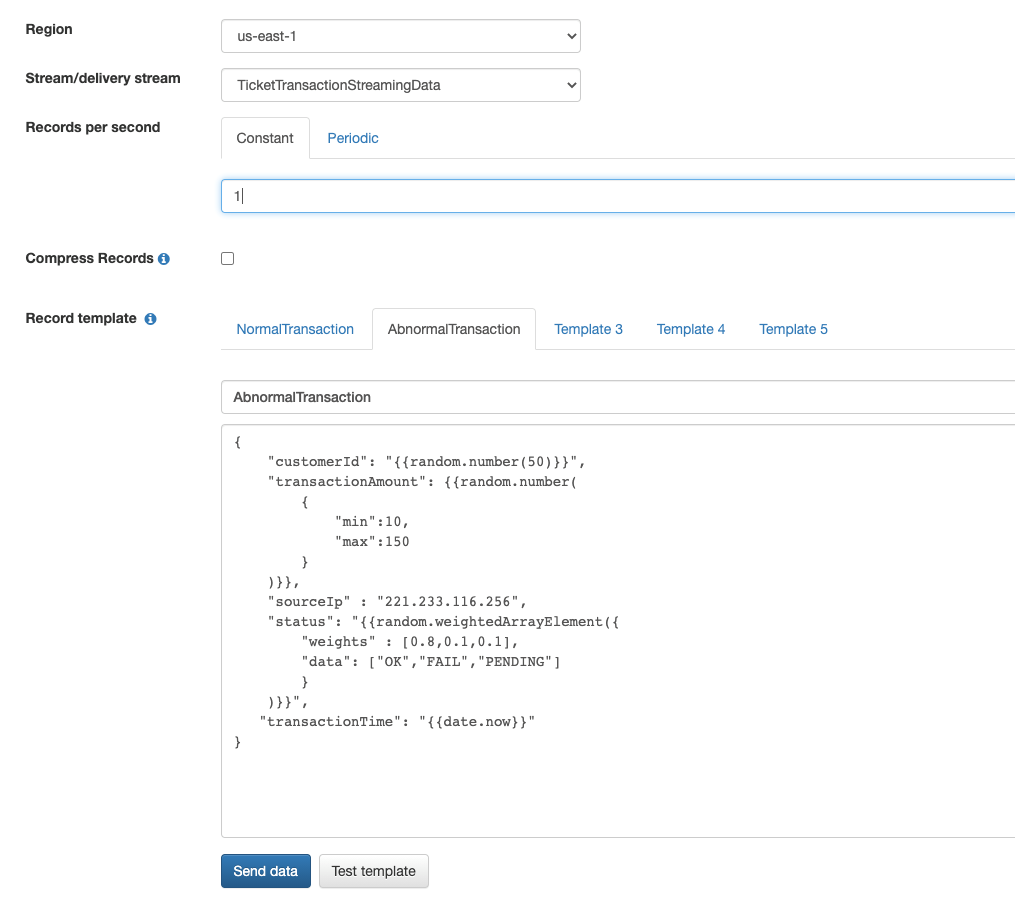 Region
us-east-1
Stream/delivery stream
TicketTransactionStreamingData
Records per second
Constant Periodic
1
Compress Records
Record template
NormalTransaction AbnormalTransaction Template 3 Template 4 Template 5
AbnormalTransaction
{
    "customerId": "{{random.number(50)}}",
    "transactionAmount": {{random.number(
        {
            "min":10,
            "max":150
        }
    )}},
    "sourceIp" : "221.233.116.256",
    "status": "{{random.weightedArrayElement({
        "weights" : [0.8,0.1,0.1],
        "data": ["OK","FAIL","PENDING"]
        }
    )}}",
   "transactionTime": "{{date.now}}"
}
Send data Test template